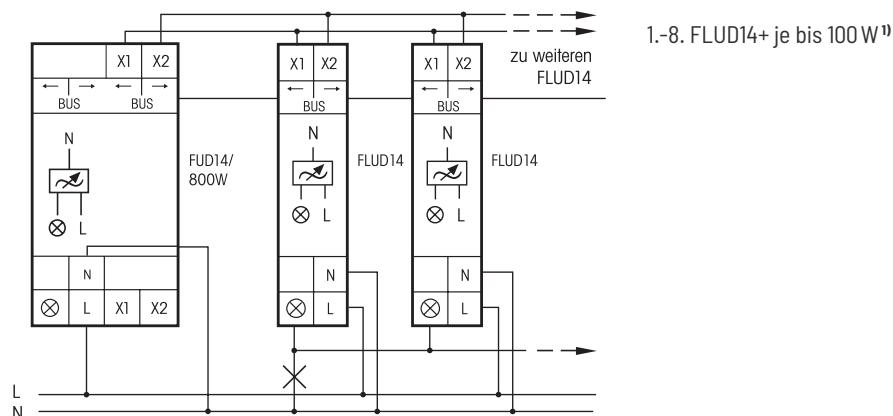 1.-8. FLUD14+ je bis 100 W¹⁾
X1 X2 X1 X2 X1 X2
zu weiteren
FLUD14
BUS BUS BUS BUS
N N N
FUD14/
800W
FLUD14 FLUD14
L L L
N N N
L X1 X2 L L
L
N